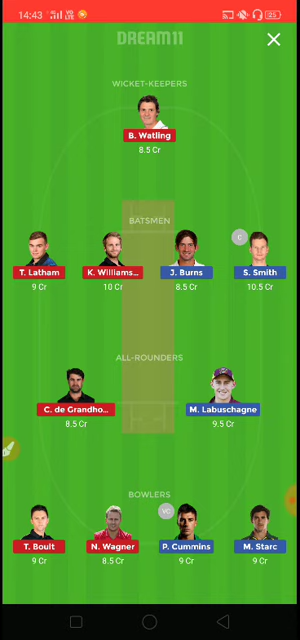 14:43
DREAM11
WICKET-KEEPERS
B. Watling
8.5 Cr
BATSMEN
C
T. Latham
K. Williams...
J. Burns
S. Smith
9 Cr
10 Cr
8.5 Cr
10.5 Cr
ALL-ROUNDERS
C. de Grandho...
M. Labuschagne
8.5 Cr
9.5 Cr
BOWLERS
VC
T. Boult
N. Wagner
P. Cummins
M. Starc
9 Cr
8.5 Cr
9 Cr
9 Cr